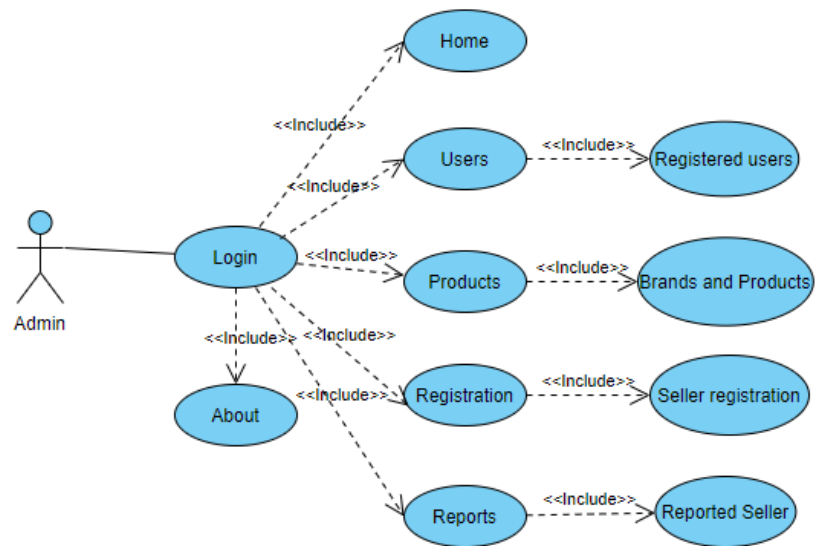 Home
<<Include>>
Users
<<Include>>
Registered users
<<Include>>
Admin
Login
<<Include>>
Products
<<Include>>
Brands and Products
<<Include>>
<<Include>>
About
Registration
<<Include>>
Seller registration
<<Include>>
Reports
<<Include>>
Reported Seller